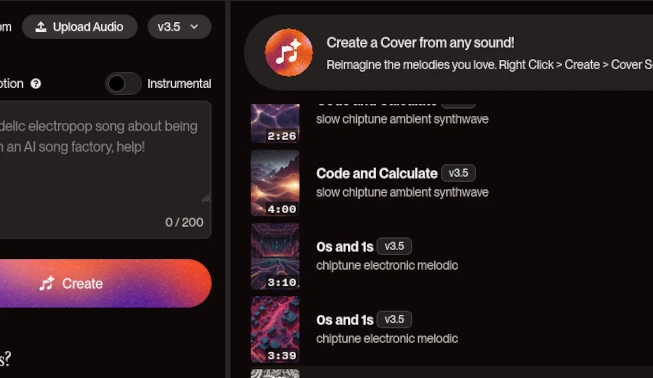 om
Upload Audio
v3.5
ption
Instrumental
delic electropop song about being
n an AI song factory, help!
0 / 200
Create
s?
Create a Cover from any sound!
Reimagine the melodies you love. Right Click > Create > Cover S
Code and Calculate
slow chiptune ambient synthwave
2:26
Code and Calculate v3.5
slow chiptune ambient synthwave
4:00
0s and 1s v3.5
chiptune electronic melodic
3:10
0s and 1s v3.5
chiptune electronic melodic
3:39